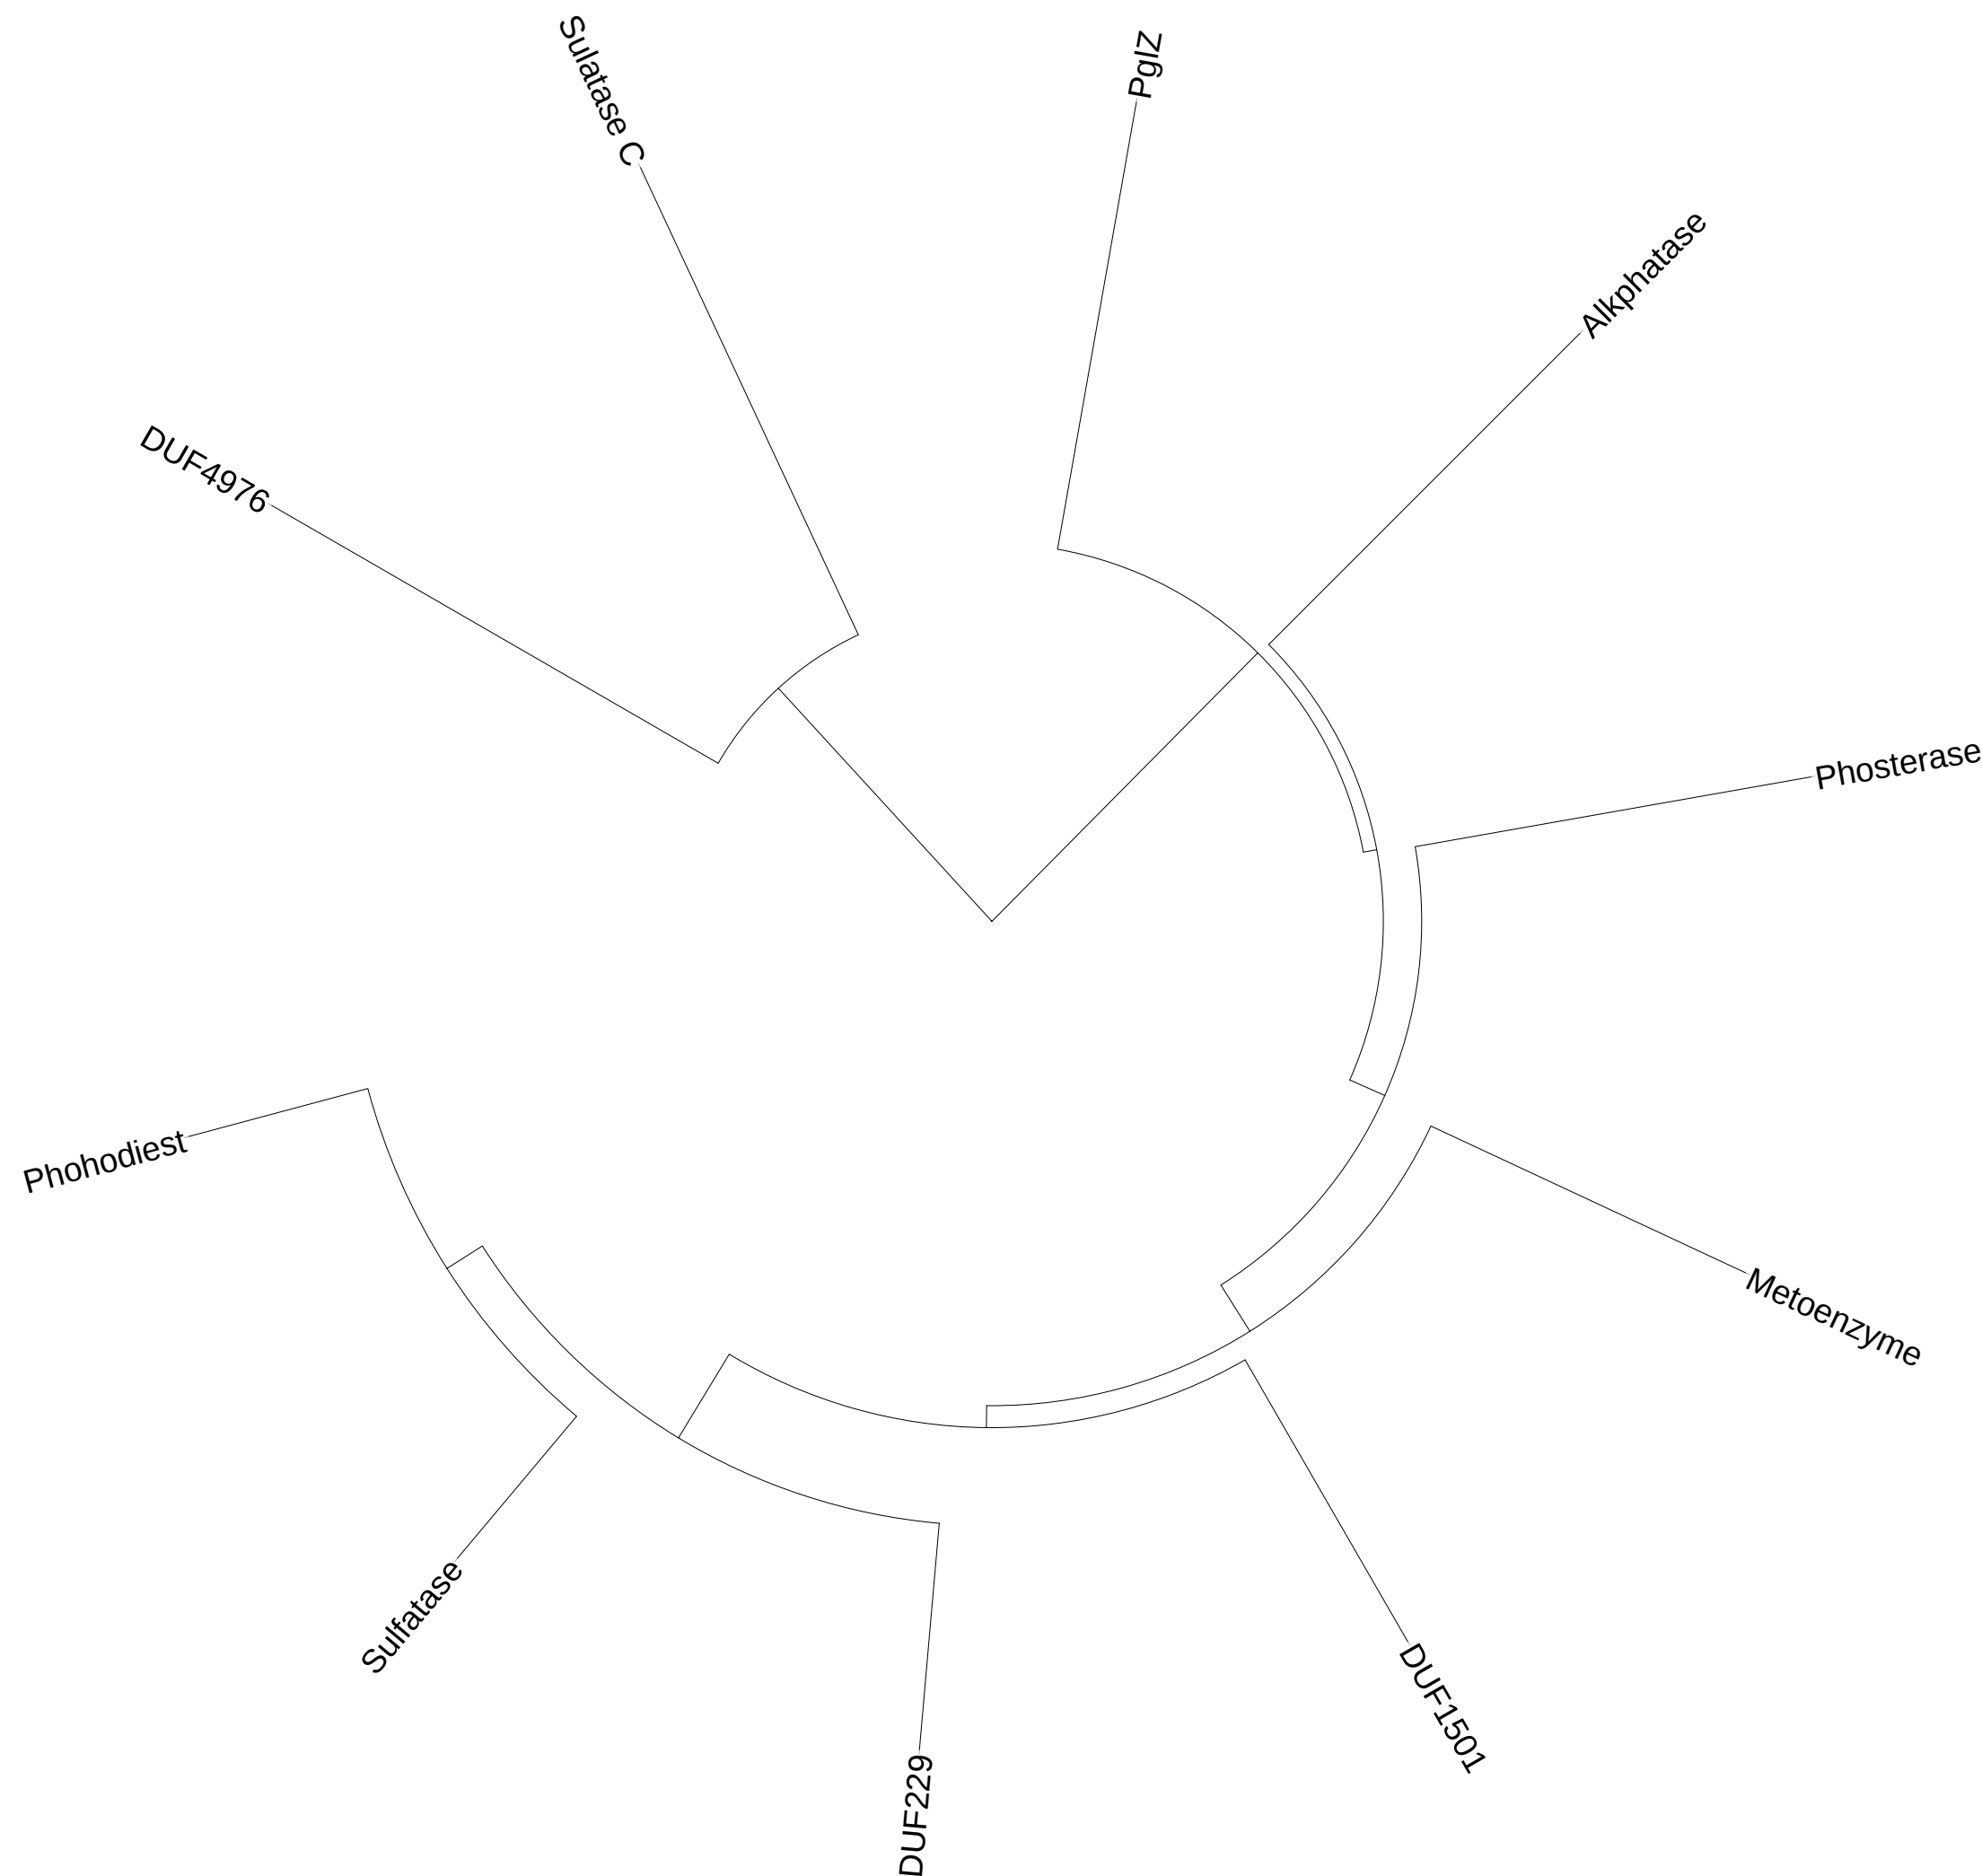 Sulatase C
PglZ
Alkphatase
DUF4976
Phosterase
Phohodiest
Metoenzyme
Sulfatase
DUF1501
DUF229